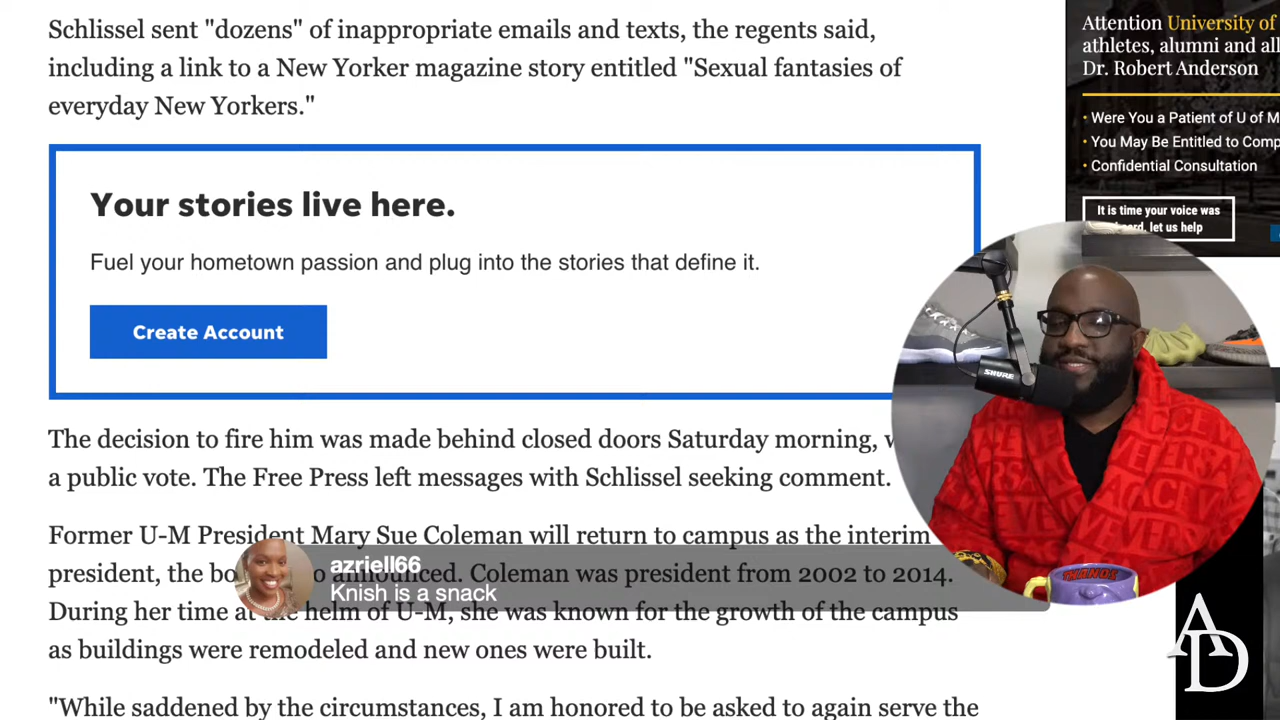 Schlissel sent "dozens" of inappropriate emails and texts, the regents said,
including a link to a New Yorker magazine story entitled "Sexual fantasies of
everyday New Yorkers."
Your stories live here.
Fuel your hometown passion and plug into the stories that define it.
Create Account
The decision to fire him was made behind closed doors Saturday morning,
a public vote. The Free Press left messages with Schlissel seeking comment.
Former U-M President Mary Sue Coleman will return to campus as the interim
president, the announced. Coleman was president from 2002 to 2014.
During her time at the helm of U-M, she was known for the growth of the campus
as buildings were remodeled and new ones were built.
"While saddened by the circumstances, I am honored to be asked to again serve the
azriell66
Knish is a snack
Attention University of
athletes, alumni and all
Dr. Robert Anderson
• Were You a Patient of U of M
• You May Be Entitled to Comp
• Confidential Consultation
It is time your voice was
let us help
SHURE
THANOS
AD